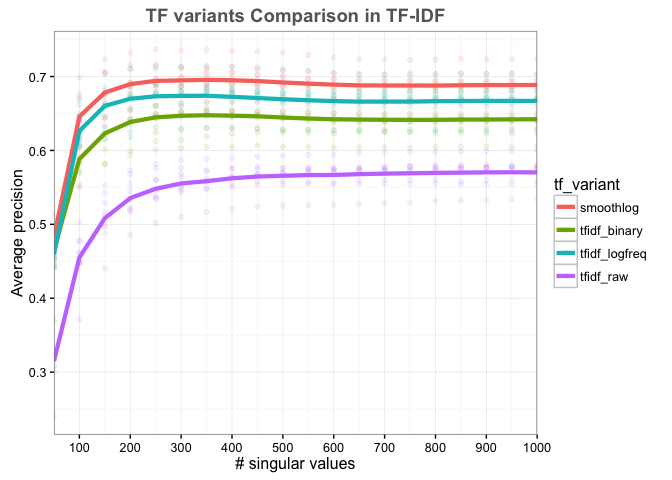 TF variants Comparison in TF-IDF
Average precision
0.7
0.6
0.5
0.4
0.3
100 200 300 400 500 600 700 800 900 1000
# singular values
tf_variant
smoothlog
tfidf_binary
tfidf_logfreq
tfidf_raw